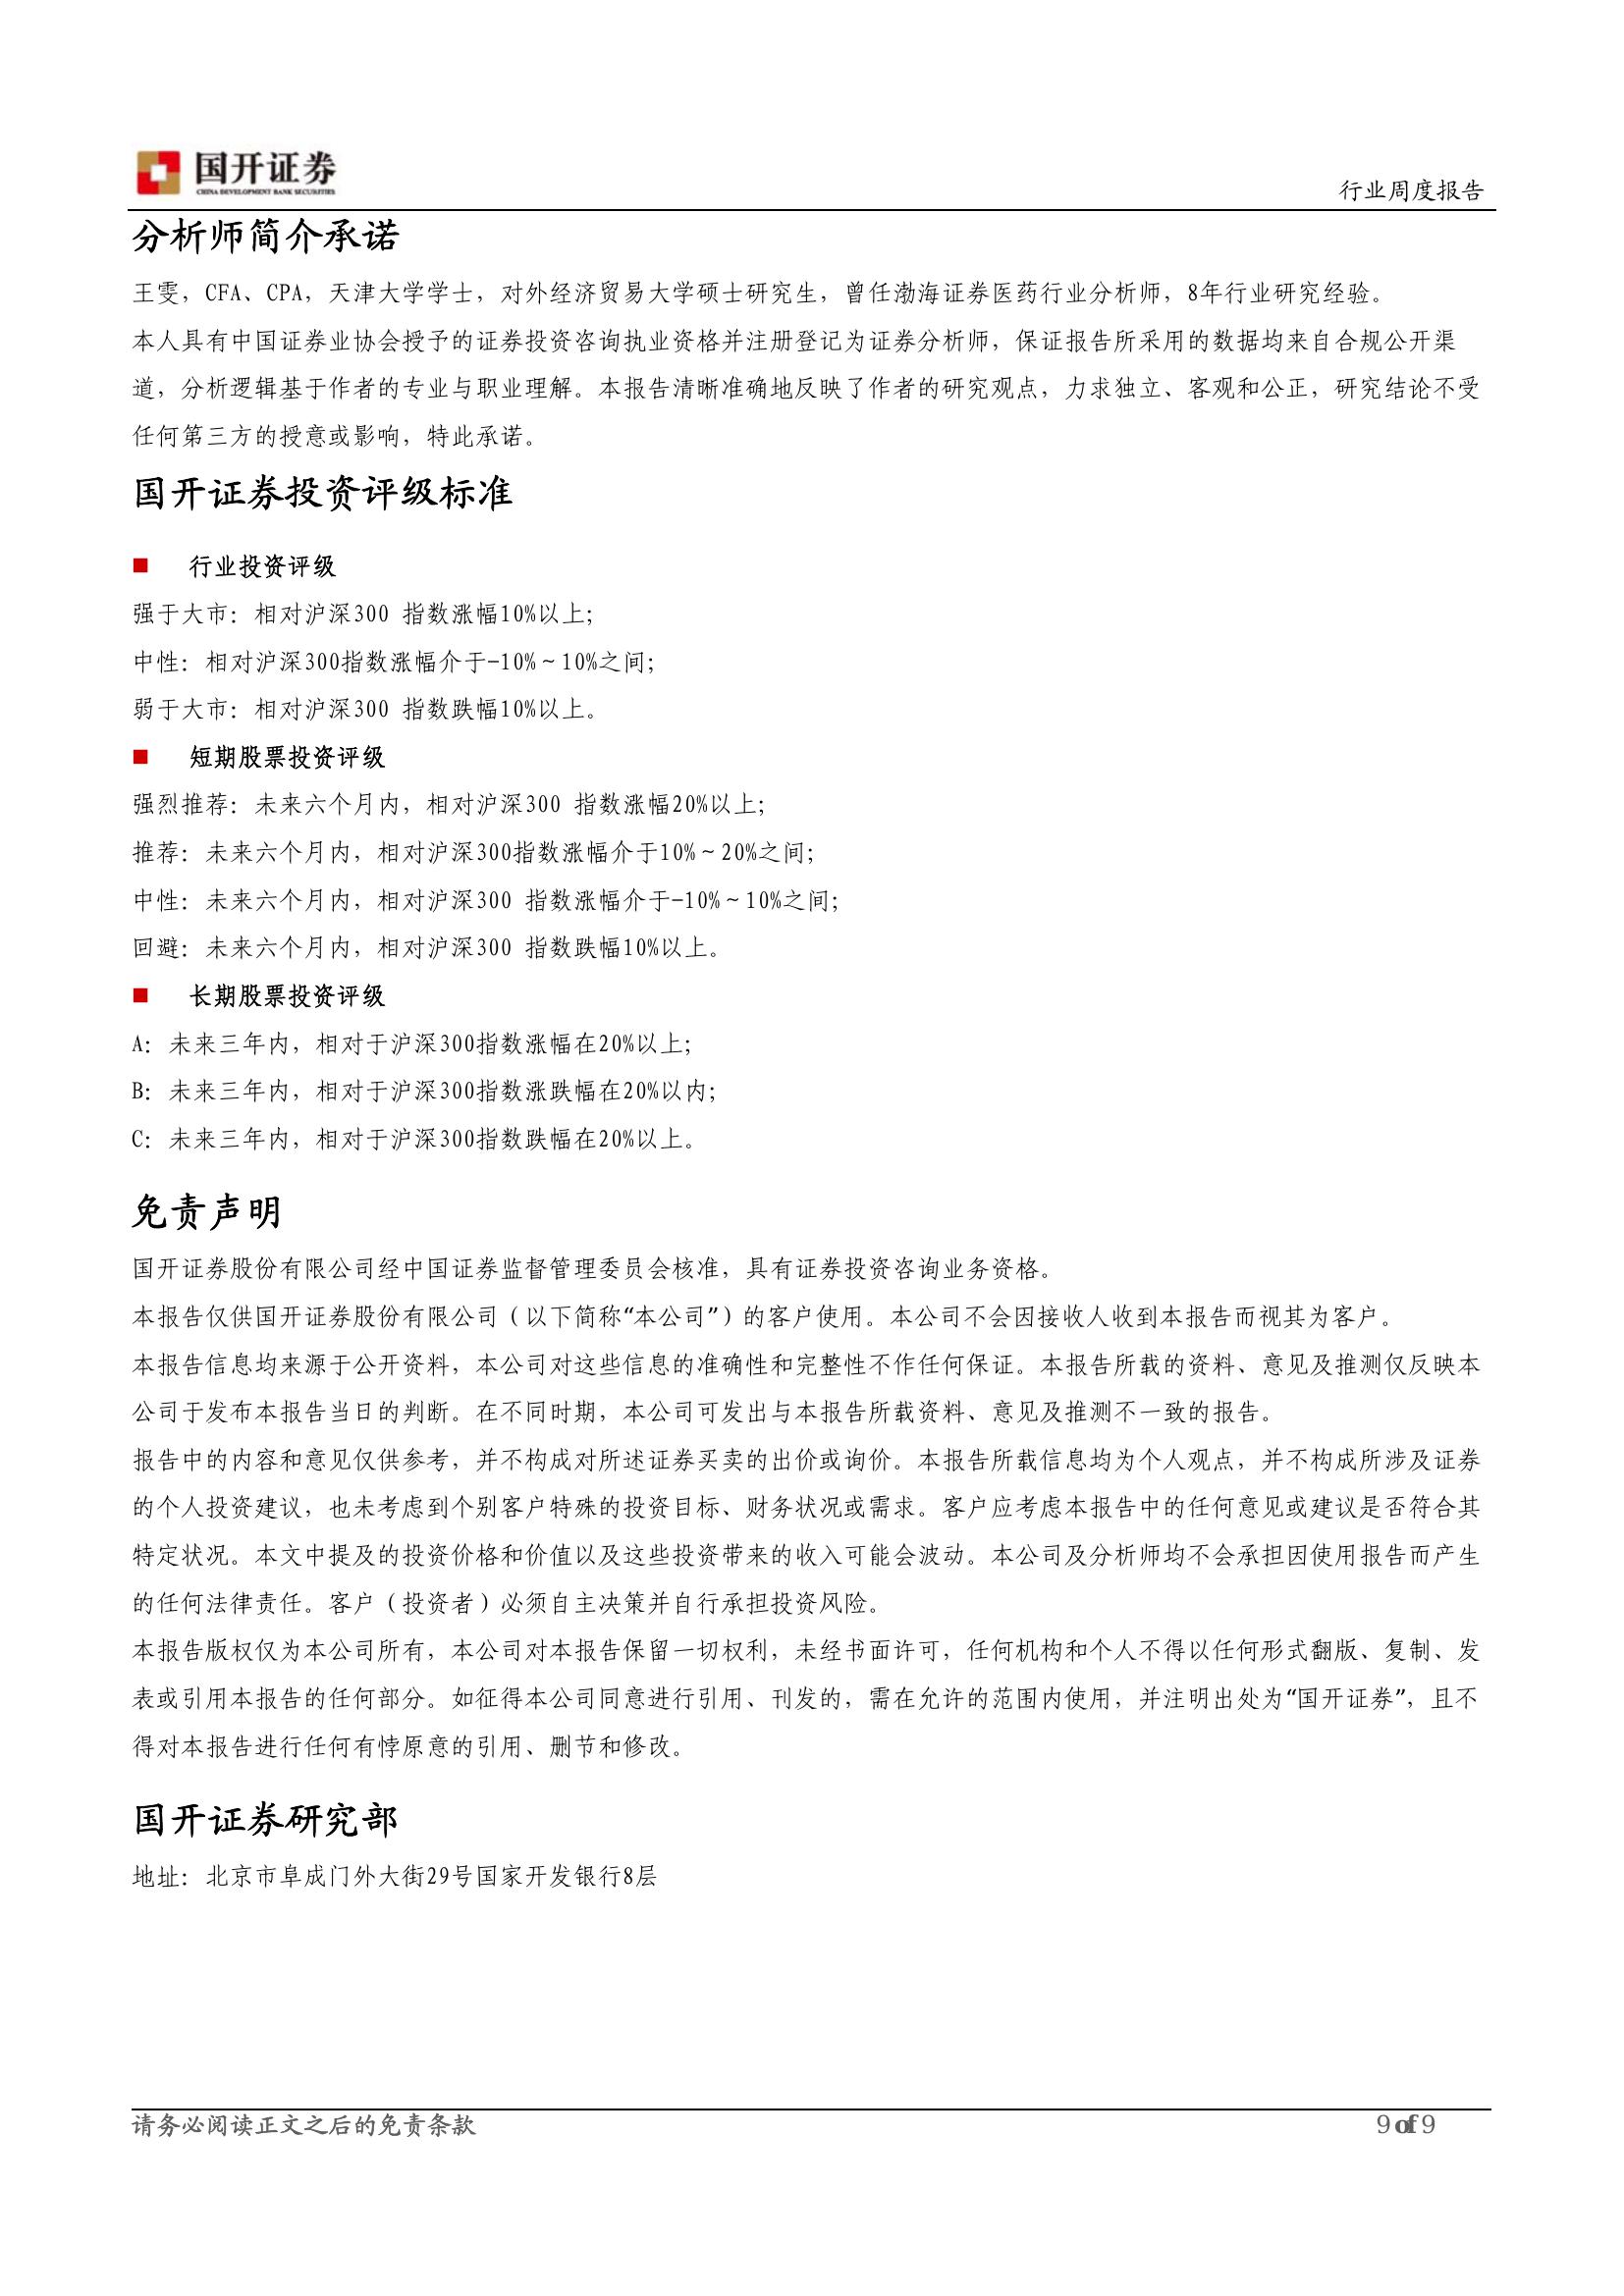 国开证券
CHINA DEVELOPMENT BANK SECURITIES
行业周度报告
分析师简介承诺
王雯，CFA、CPA，天津大学学士，对外经济贸易大学硕士研究生，曾任渤海证券医药行业分析师，8年行业研究经验。
本人具有中国证券业协会授予的证券投资咨询执业资格并注册登记为证券分析师，保证报告所采用的数据均来自合规公开渠
道，分析逻辑基于作者的专业与职业理解。本报告清晰准确地反映了作者的研究观点，力求独立、客观和公正，研究结论不受
任何第三方的授意或影响，特此承诺。
国开证券投资评级标准
■ 行业投资评级
强于大市：相对沪深300 指数涨幅10%以上；
中性：相对沪深300指数涨幅介于-10%～10%之间；
弱于大市：相对沪深300 指数跌幅10%以上。
■ 短期股票投资评级
强烈推荐：未来六个月内，相对沪深300 指数涨幅20%以上；
推荐：未来六个月内，相对沪深300指数涨幅介于10%～20%之间；
中性：未来六个月内，相对沪深300 指数涨幅介于-10%～10%之间；
回避：未来六个月内，相对沪深300 指数跌幅10%以上。
■ 长期股票投资评级
A：未来三年内，相对于沪深300指数涨幅在20%以上；
B：未来三年内，相对于沪深300指数涨跌幅在20%以内；
C：未来三年内，相对于沪深300指数跌幅在20%以上。
免责声明
国开证券股份有限公司经中国证券监督管理委员会核准，具有证券投资咨询业务资格。
本报告仅供国开证券股份有限公司（以下简称“本公司”）的客户使用。本公司不会因接收人收到本报告而视其为客户。
本报告信息均来源于公开资料，本公司对这些信息的准确性和完整性不作任何保证。本报告所载的资料、意见及推测仅反映本
公司于发布本报告当日的判断。在不同时期，本公司可发出与本报告所载资料、意见及推测不一致的报告。
报告中的内容和意见仅供参考，并不构成对所述证券买卖的出价或询价。本报告所载信息均为个人观点，并不构成所涉及证券
的个人投资建议，也未考虑到个别客户特殊的投资目标、财务状况或需求。客户应考虑本报告中的任何意见或建议是否符合其
特定状况。本文中提及的投资价格和价值以及这些投资带来的收入可能会波动。本公司及分析师均不会承担因使用报告而产生
的任何法律责任。客户（投资者）必须自主决策并自行承担投资风险。
本报告版权仅为本公司所有，本公司对本报告保留一切权利，未经书面许可，任何机构和个人不得以任何形式翻版、复制、发
表或引用本报告的任何部分。如征得本公司同意进行引用、刊发的，需在允许的范围内使用，并注明出处为“国开证券”，且不
得对本报告进行任何有悖原意的引用、删节和修改。
国开证券研究部
地址：北京市阜成门外大街29号国家开发银行8层
请务必阅读正文之后的免责条款
9 of 9